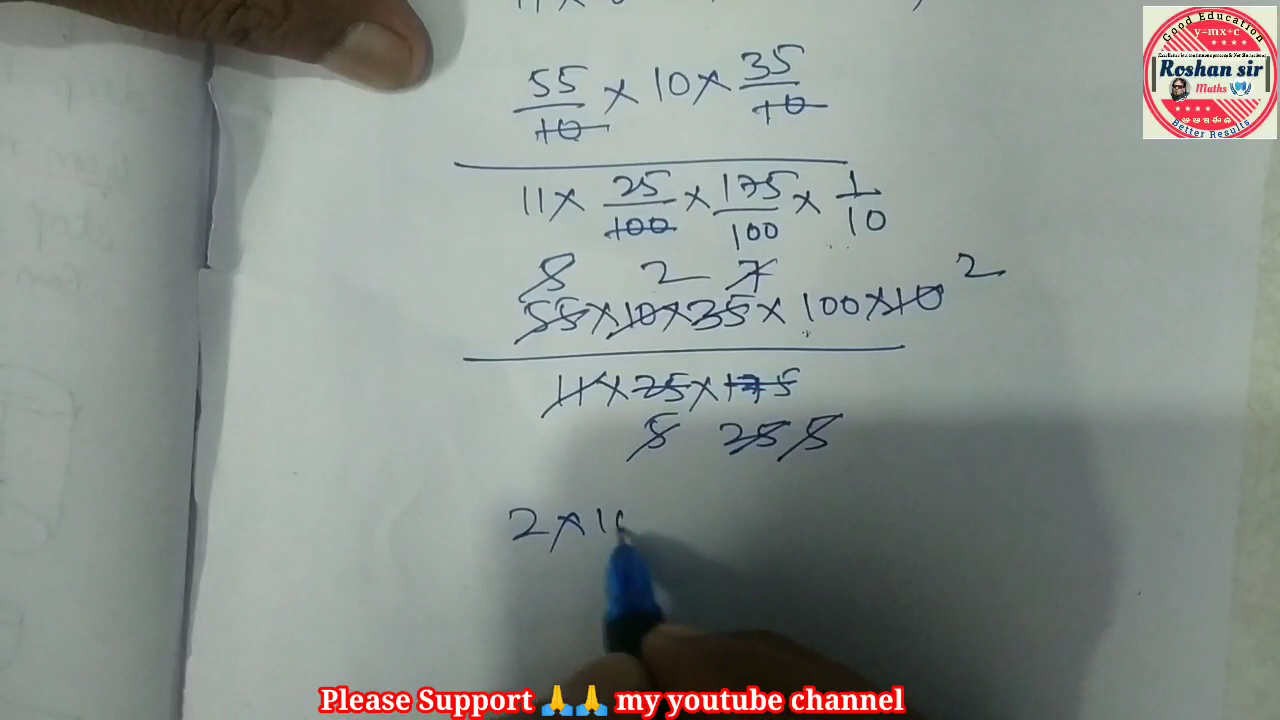 55/10 × 10 × 35/10
11 × 25/100 × 175/100 × 1/10
5 2 7 2
55×10×35× 100×10
11×25×175
5 25 5
2×10
Good Education
y=mx+c
Roshan sir
Maths
Better Results
Please Support 🙏🙏 my youtube channel